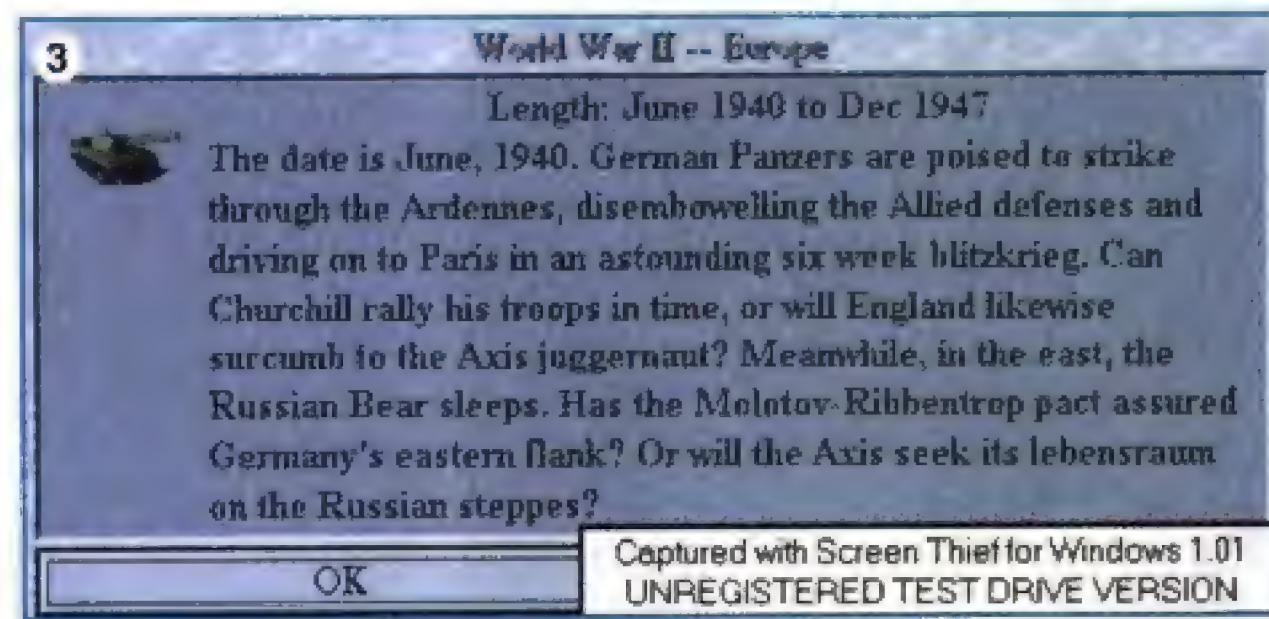 3
World War II -- Europe
Length: June 1940 to Dec 1947
The date is June, 1940. German Panzers are poised to strike
through the Ardennes, disembowelling the Allied defenses and
driving on to Paris in an astounding six week blitzkrieg. Can
Churchill rally his troops in time, or will England likewise
surcumb to the Axis juggernaut? Meanwhile, in the east, the
Russian Bear sleeps. Has the Molotov-Ribbentrop pact assured
Germany's eastern flank? Or will the Axis seek its lebensraum
on the Russian steppes?
OK
Captured with Screen Thief for Windows 1.01
UNREGISTERED TEST DRIVE VERSION